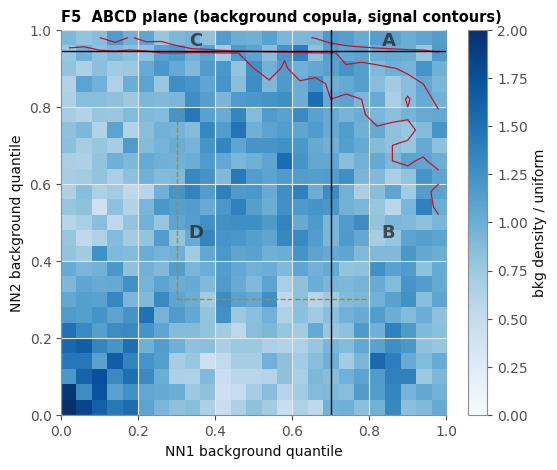 F5  ABCD plane (background copula, signal contours)
C
A
D
B
NN2 background quantile
1.0
0.8
0.6
0.4
0.2
0.0
0.0
0.2
0.4
0.6
0.8
1.0
NN1 background quantile
2.00
1.75
1.50
1.25
1.00
0.75
0.50
0.25
0.00
bkg density / uniform